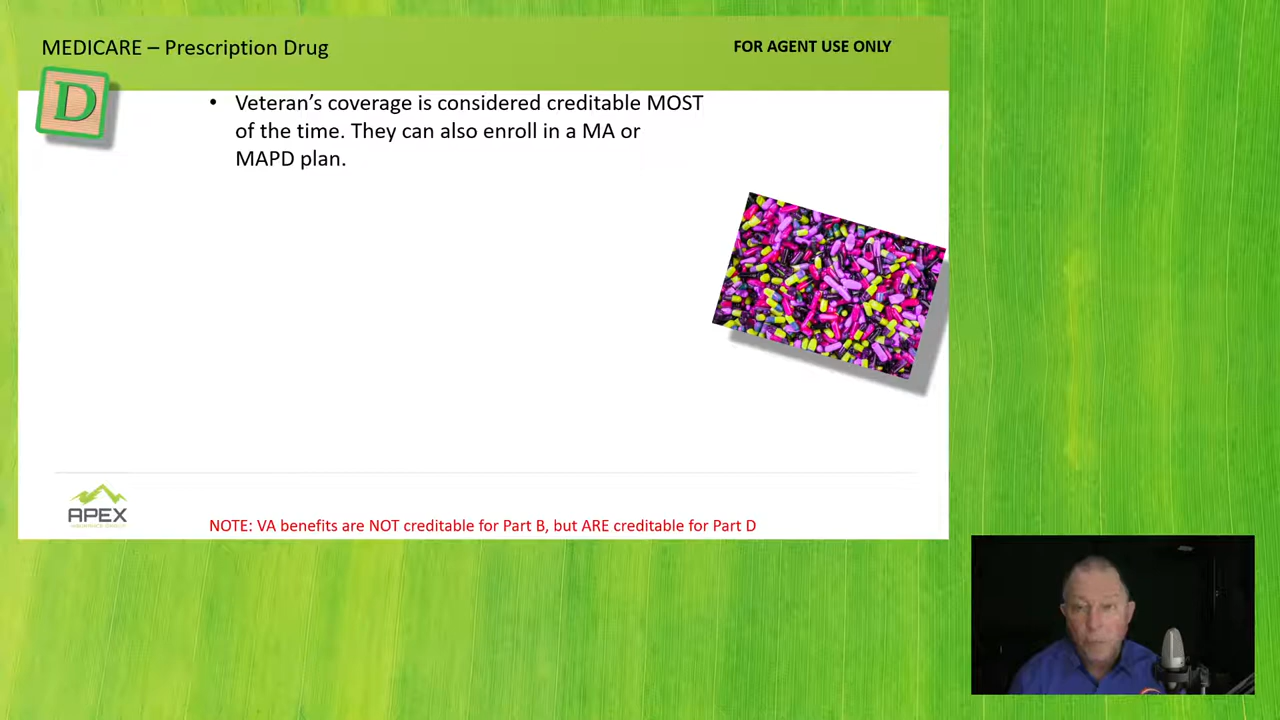 MEDICARE – Prescription Drug
FOR AGENT USE ONLY
D
• Veteran’s coverage is considered creditable MOST
of the time. They can also enroll in a MA or
MAPD plan.
APEX
INSURANCE GROUP
NOTE: VA benefits are NOT creditable for Part B, but ARE creditable for Part D